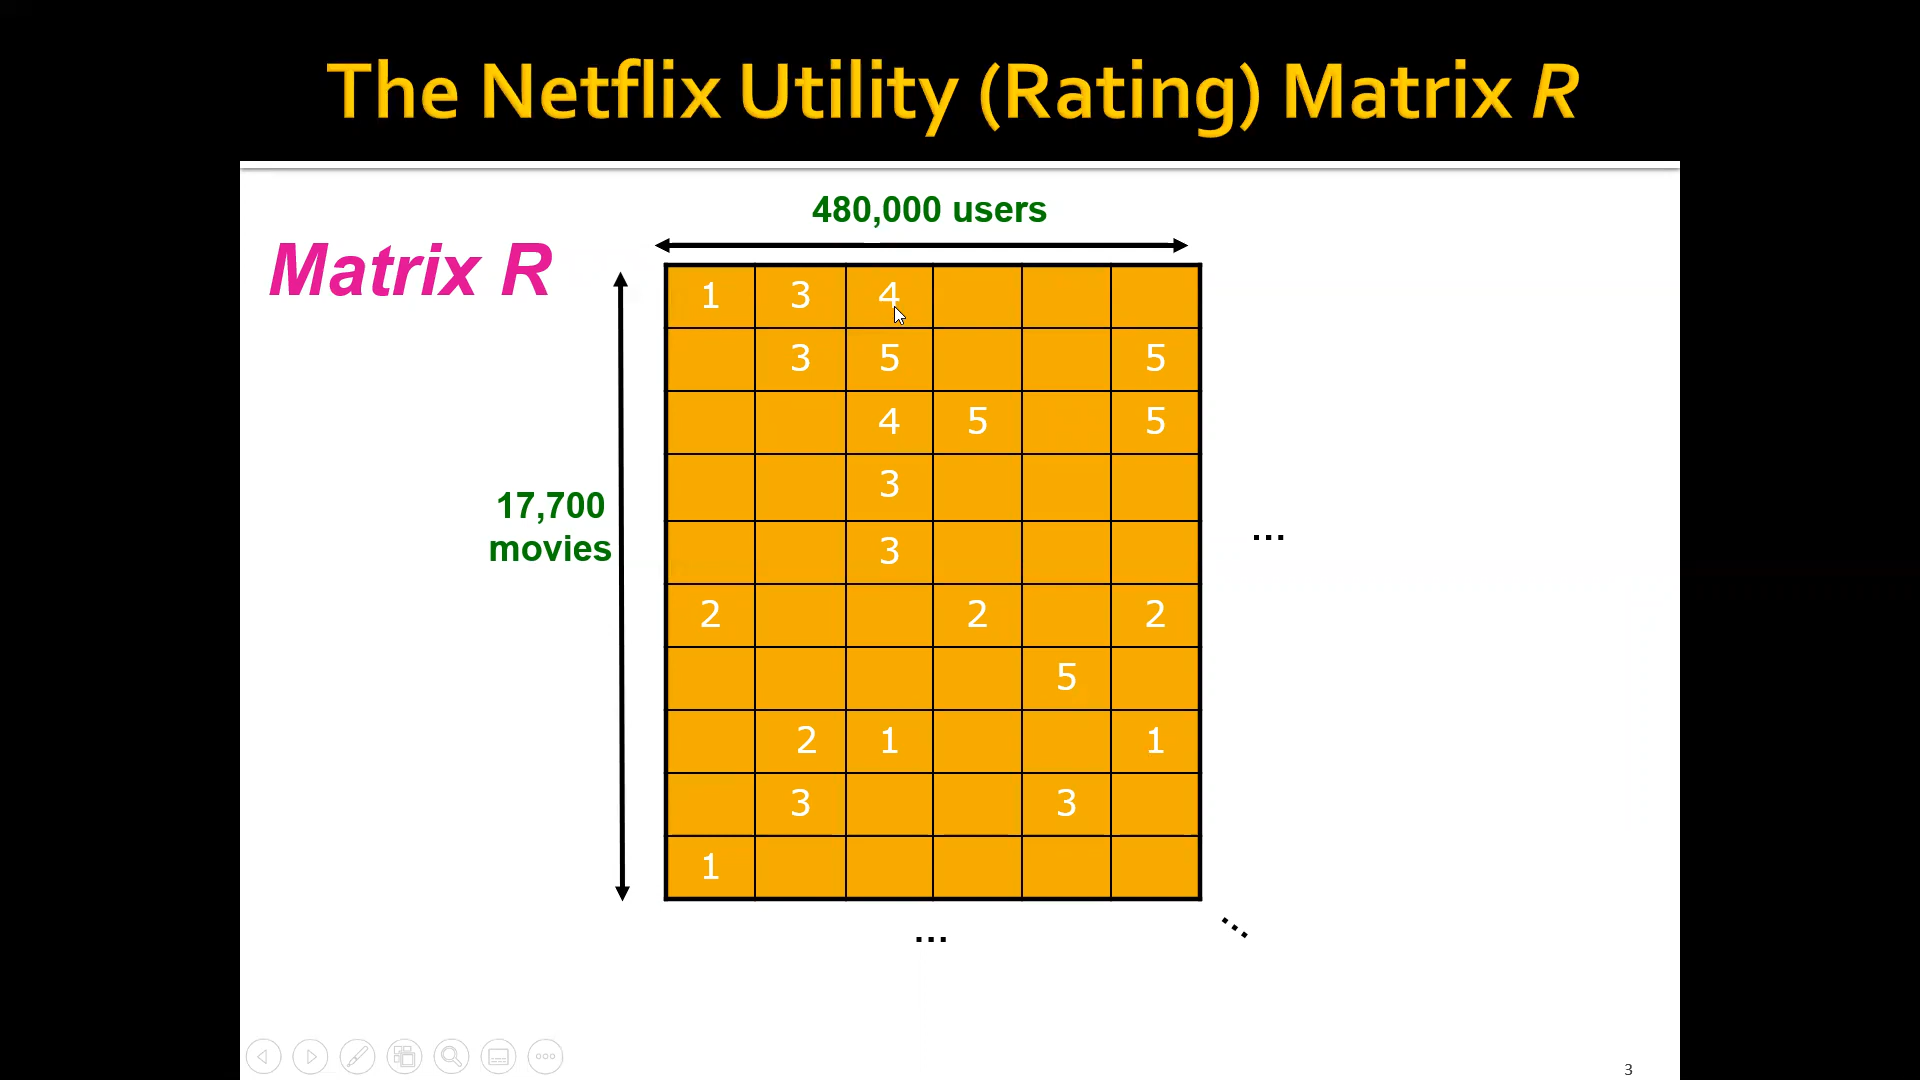 The Netflix Utility (Rating) Matrix R
480,000 users
Matrix R
1 3 4
3 5 5
4 5 5
3
17,700
movies
...
3
2 2 2
5
2 1 1
3 3
1
...
...
3